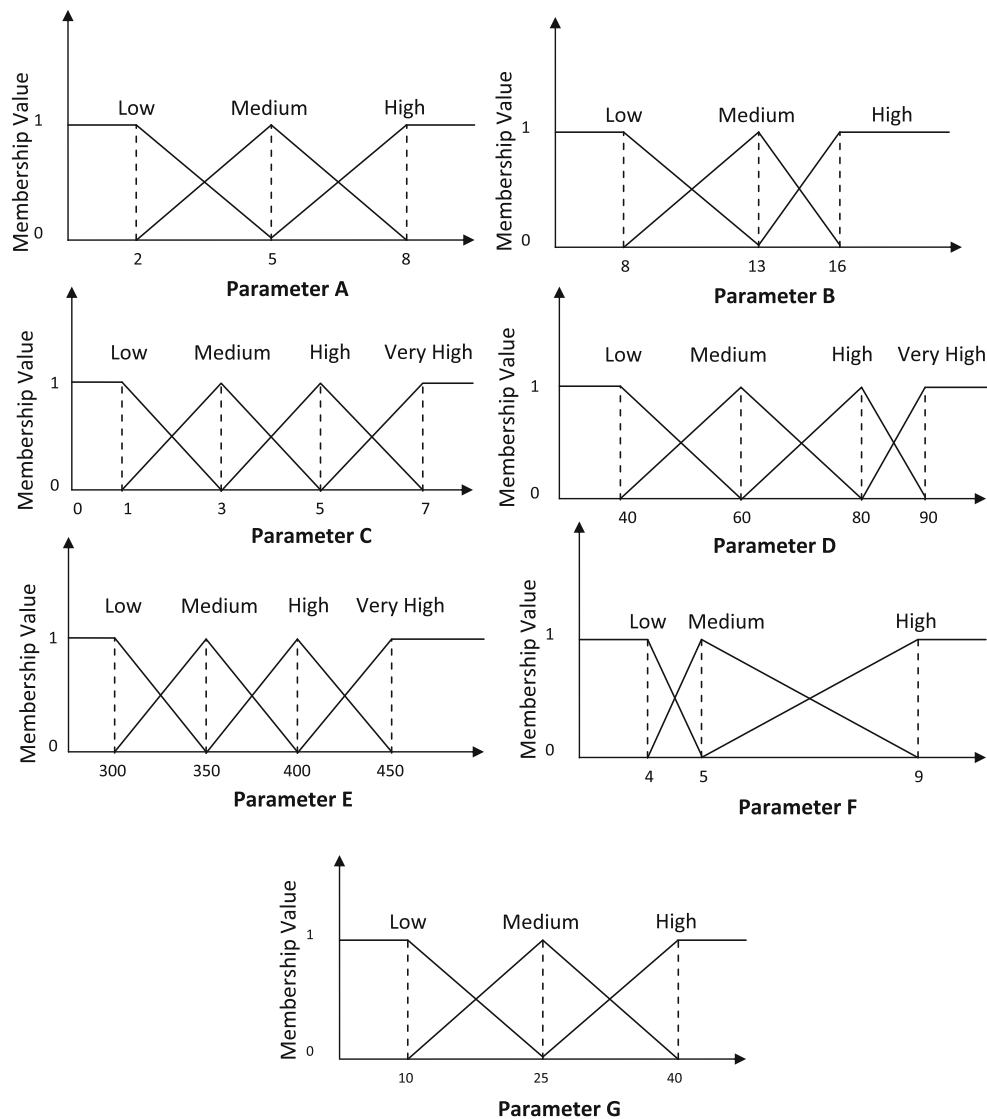 Membership Value
1
0
Low Medium High
2 5 8
Parameter A
Membership Value
1
0
Low Medium High
8 13 16
Parameter B
Membership Value
1
0
Low Medium High Very High
0 1 3 5 7
Parameter C
Membership Value
1
0
Low Medium High Very High
40 60 80 90
Parameter D
Membership Value
1
0
Low Medium High Very High
300 350 400 450
Parameter E
Membership Value
1
0
Low Medium High
4 5 9
Parameter F
Membership Value
1
0
Low Medium High
10 25 40
Parameter G